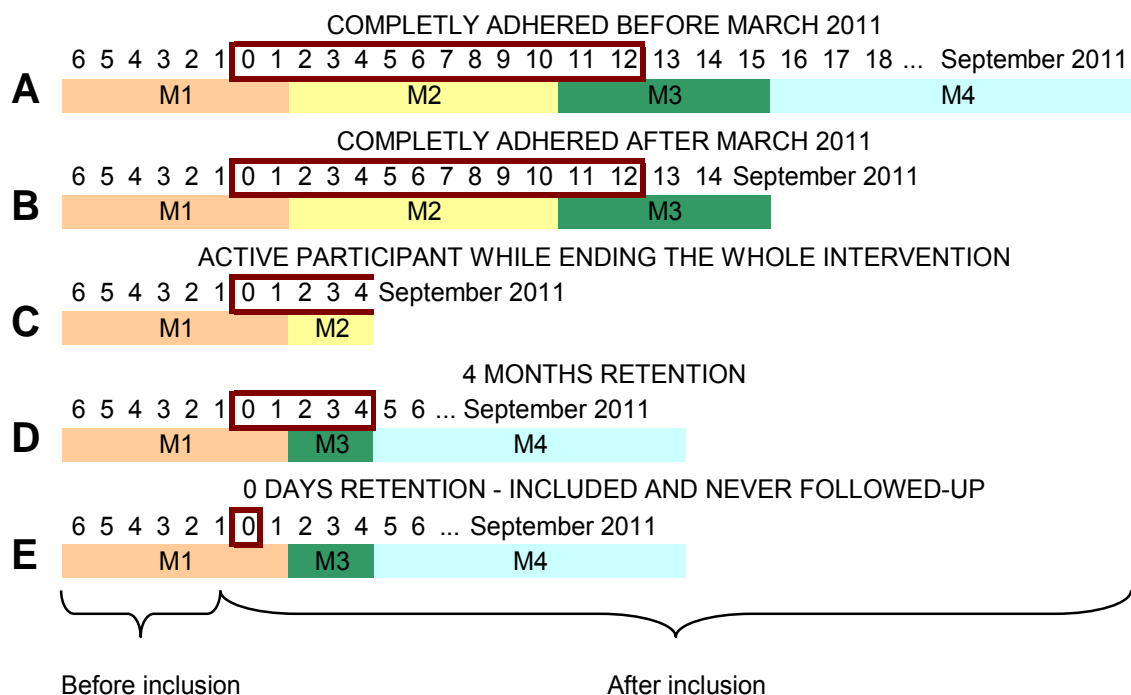 COMPLETLY ADHERED BEFORE MARCH 2011
6 5 4 3 2 1 0 1 2 3 4 5 6 7 8 9 10 11 12 13 14 15 16 17 18 ... September 2011
A M1 M2 M3 M4
COMPLETLY ADHERED AFTER MARCH 2011
6 5 4 3 2 1 0 1 2 3 4 5 6 7 8 9 10 11 12 13 14 September 2011
B M1 M2 M3
ACTIVE PARTICIPANT WHILE ENDING THE WHOLE INTERVENTION
6 5 4 3 2 1 0 1 2 3 4 September 2011
C M1 M2
4 MONTHS RETENTION
6 5 4 3 2 1 0 1 2 3 4 5 6 ... September 2011
D M1 M3 M4
0 DAYS RETENTION - INCLUDED AND NEVER FOLLOWED-UP
6 5 4 3 2 1 0 1 2 3 4 5 6 ... September 2011
E M1 M3 M4
Before inclusion After inclusion